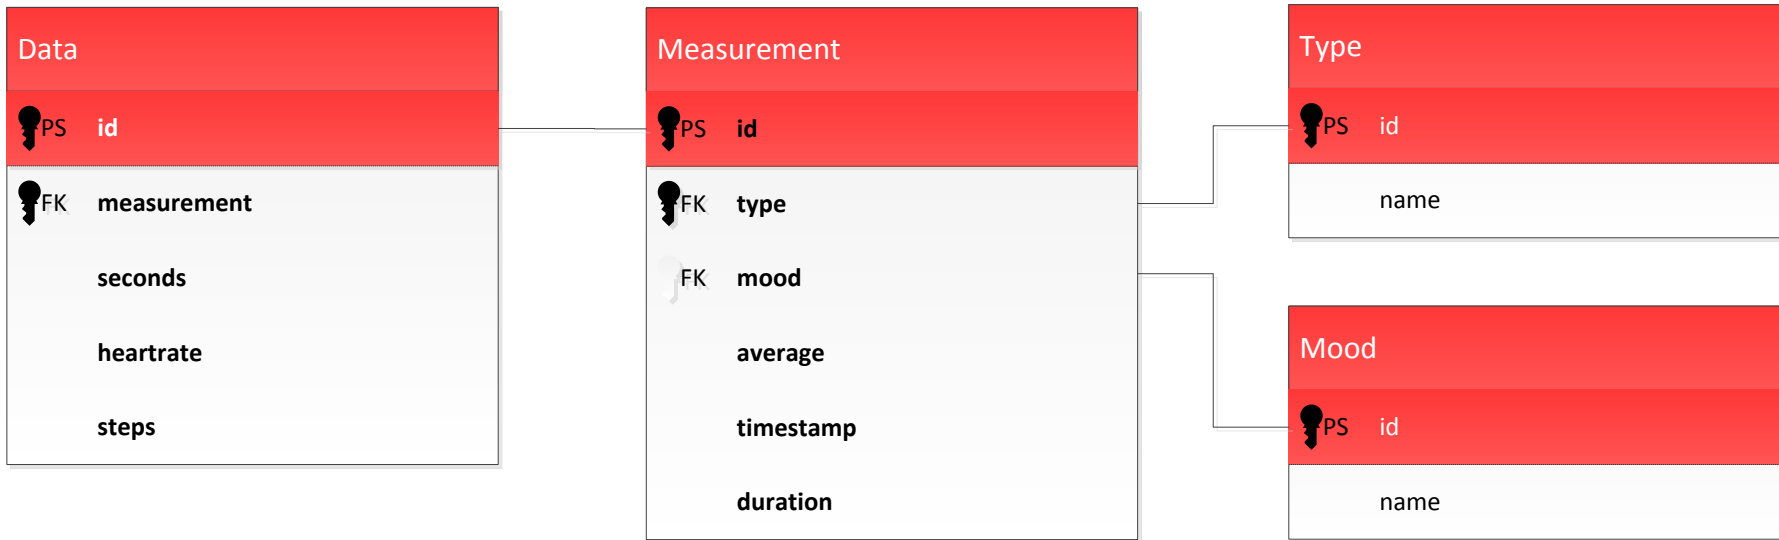 Data
PS id
FK measurement
seconds
heartrate
steps
Measurement
PS id
FK type
FK mood
average
timestamp
duration
Type
PS id
name
Mood
PS id
name